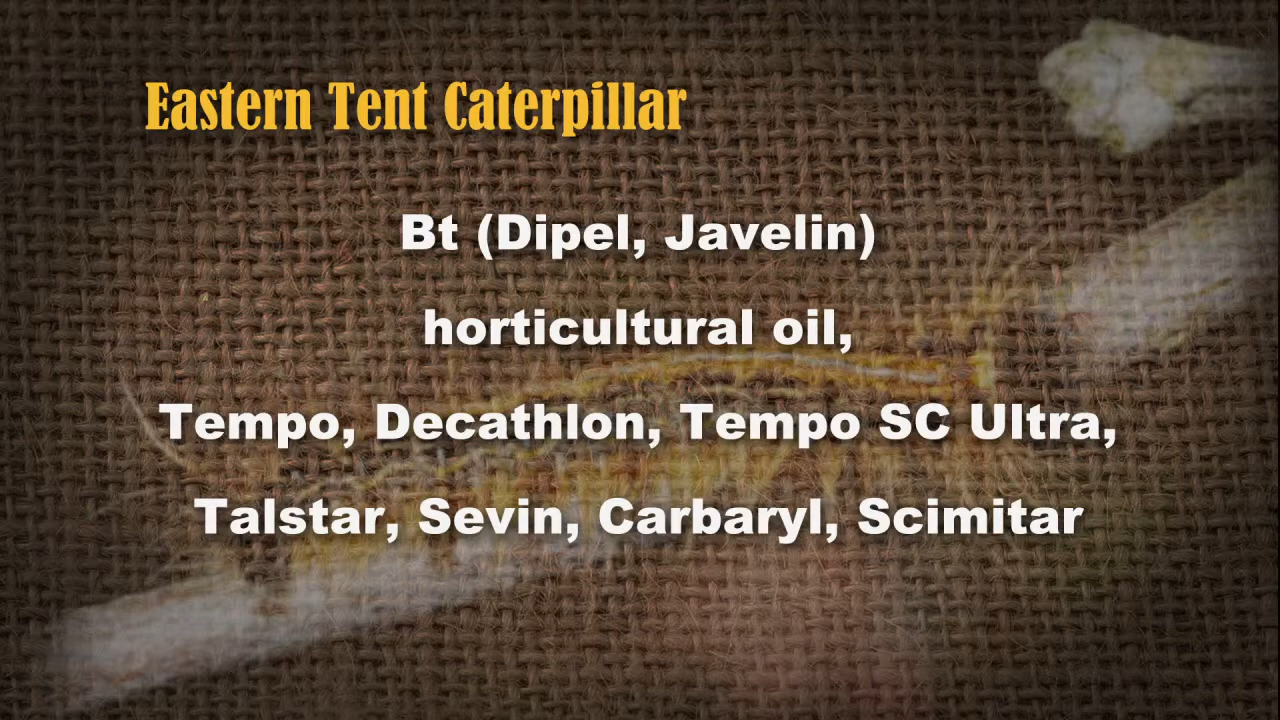 Eastern Tent Caterpillar
Bt (Dipel, Javelin)
horticultural oil,
Tempo, Decathlon, Tempo SC Ultra,
Talstar, Sevin, Carbaryl, Scimitar